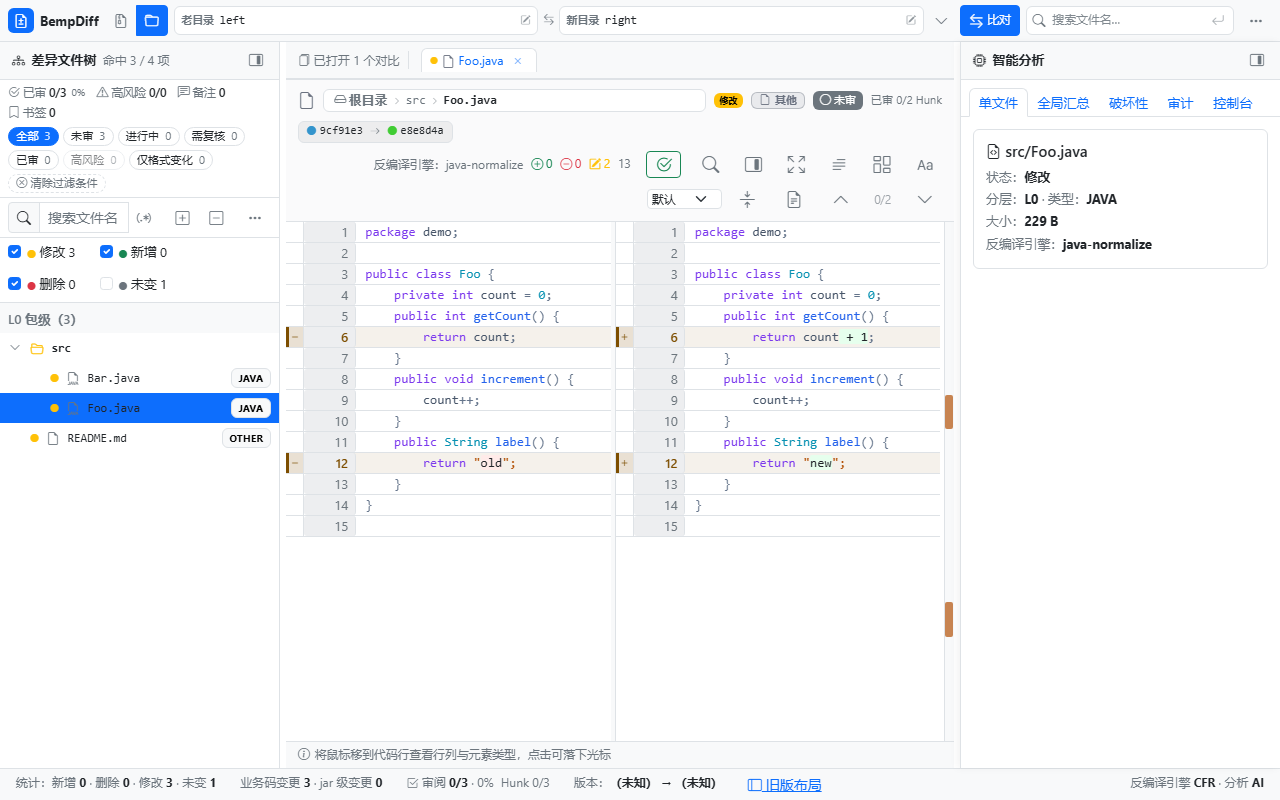 BempDiff 老目录 left 新目录 right 比对 搜索文件名...
差异文件树 命中 3 / 4 项
已审 0/3 0% 高风险 0/0 备注 0
书签 0
全部 3 未审 3 进行中 0 需复核 0
已审 0 高风险 0 仅格式变化 0
清除过滤条件
搜索文件名 (.*)
修改 3 新增 0
删除 0 未变 1
L0 包级（3）
src
Bar.java JAVA
Foo.java JAVA
README.md OTHER
已打开 1 个对比 Foo.java ×
根目录 › src › Foo.java 修改 其他 未审 已审 0/2 Hunk
9cf91e3 → e8e8d4a
反编译引擎：java-normalize 0 0 2 13 Aa
默认 0/2
1 package demo;
2
3 public class Foo {
4 private int count = 0;
5 public int getCount() {
− 6 return count;
7 }
8 public void increment() {
9 count++;
10 }
11 public String label() {
− 12 return "old";
13 }
14 }
15
1 package demo;
2
3 public class Foo {
4 private int count = 0;
5 public int getCount() {
+ 6 return count + 1;
7 }
8 public void increment() {
9 count++;
10 }
11 public String label() {
+ 12 return "new";
13 }
14 }
15
将鼠标移到代码行查看行列与元素类型，点击可落下光标
智能分析
单文件 全局汇总 破坏性 审计 控制台
src/Foo.java
状态：修改
分层：L0 · 类型：JAVA
大小：229 B
反编译引擎：java-normalize
统计：新增 0 · 删除 0 · 修改 3 · 未变 1 业务码变更 3 · jar 级变更 0 审阅 0/3 · 0% Hunk 0/3 版本：（未知） → （未知） 旧版布局 反编译引擎 CFR · 分析 AI